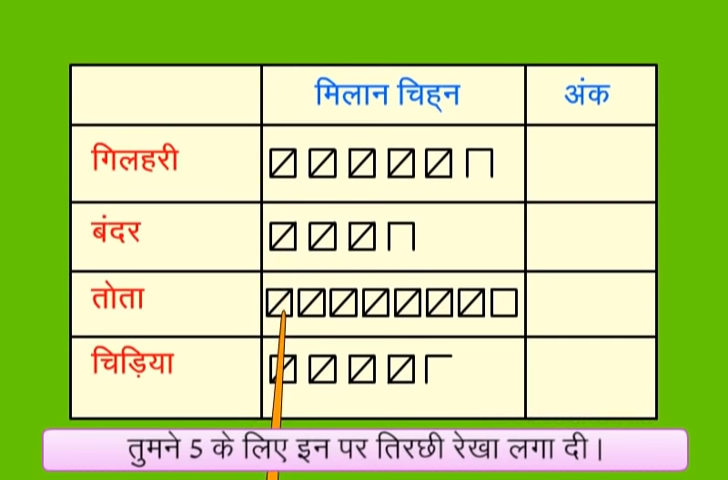 मिलान चिह्न अंक
गिलहरी
बंदर
तोता
चिड़िया
तुमने 5 के लिए इन पर तिरछी रेखा लगा दी।